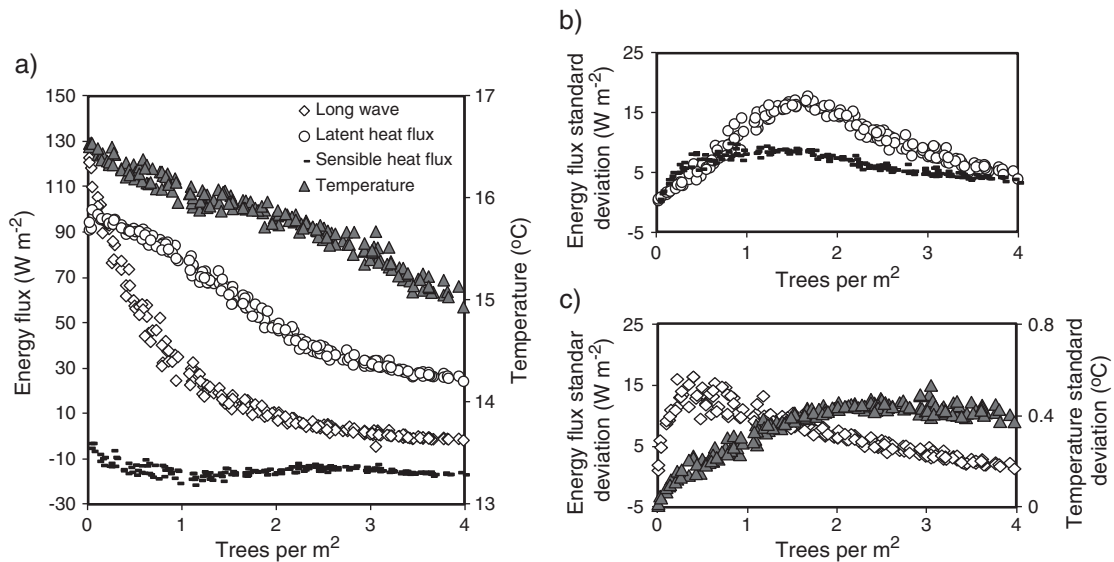 a)
150
130
110
90
70
50
30
10
-10
-30
Energy flux (W m-2)
0
1
2
3
4
Trees per m2
17
16
15
14
13
Temperature (oC)
Long wave
Latent heat flux
Sensible heat flux
Temperature
b)
25
15
5
-5
Energy flux standard
deviation (W m-2)
0
1
2
3
4
Trees per m2
c)
25
15
5
-5
Energy flux standar
deviation (W m-2)
0
1
2
3
4
Trees per m2
0.8
0.4
0
Temperature standard
deviation (oC)